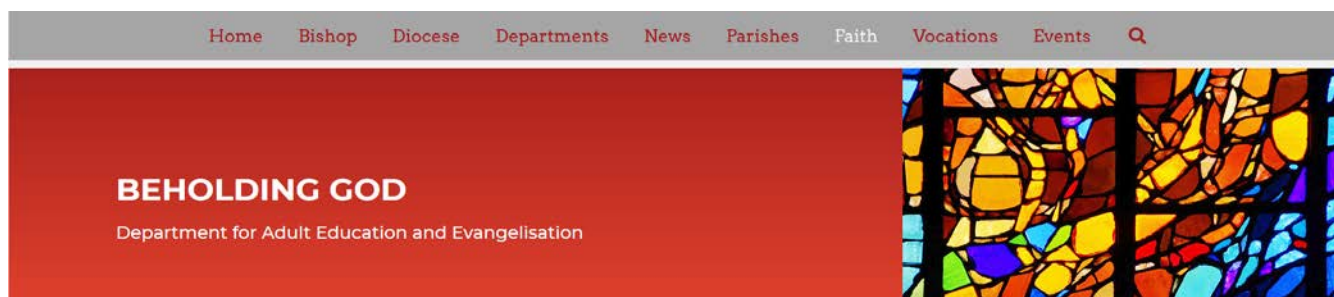 Home Bishop Diocese Departments News Parishes Faith Vocations Events
BEHOLDING GOD
Department for Adult Education and Evangelisation